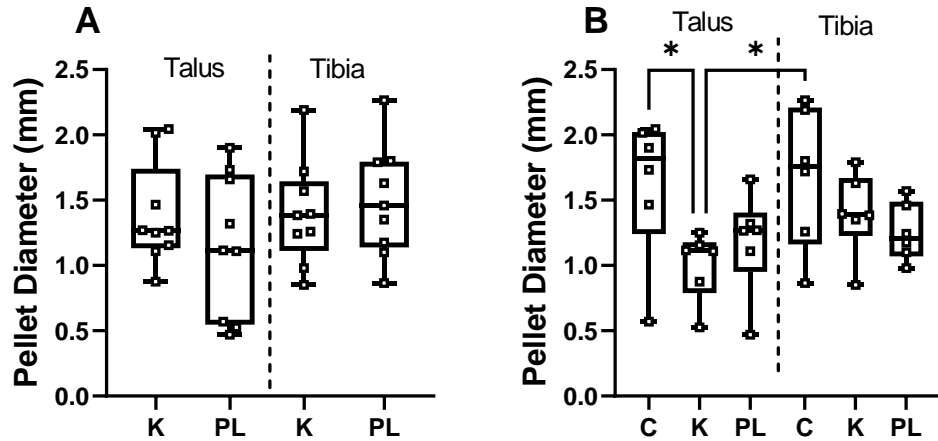 A
Talus
Tibia
Pellet Diameter (mm)
2.5
2.0
1.5
1.0
0.5
0.0
K
PL
K
PL
B
Talus
Tibia
*
*
Pellet Diameter (mm)
2.5
2.0
1.5
1.0
0.5
0.0
C
K
PL
C
K
PL